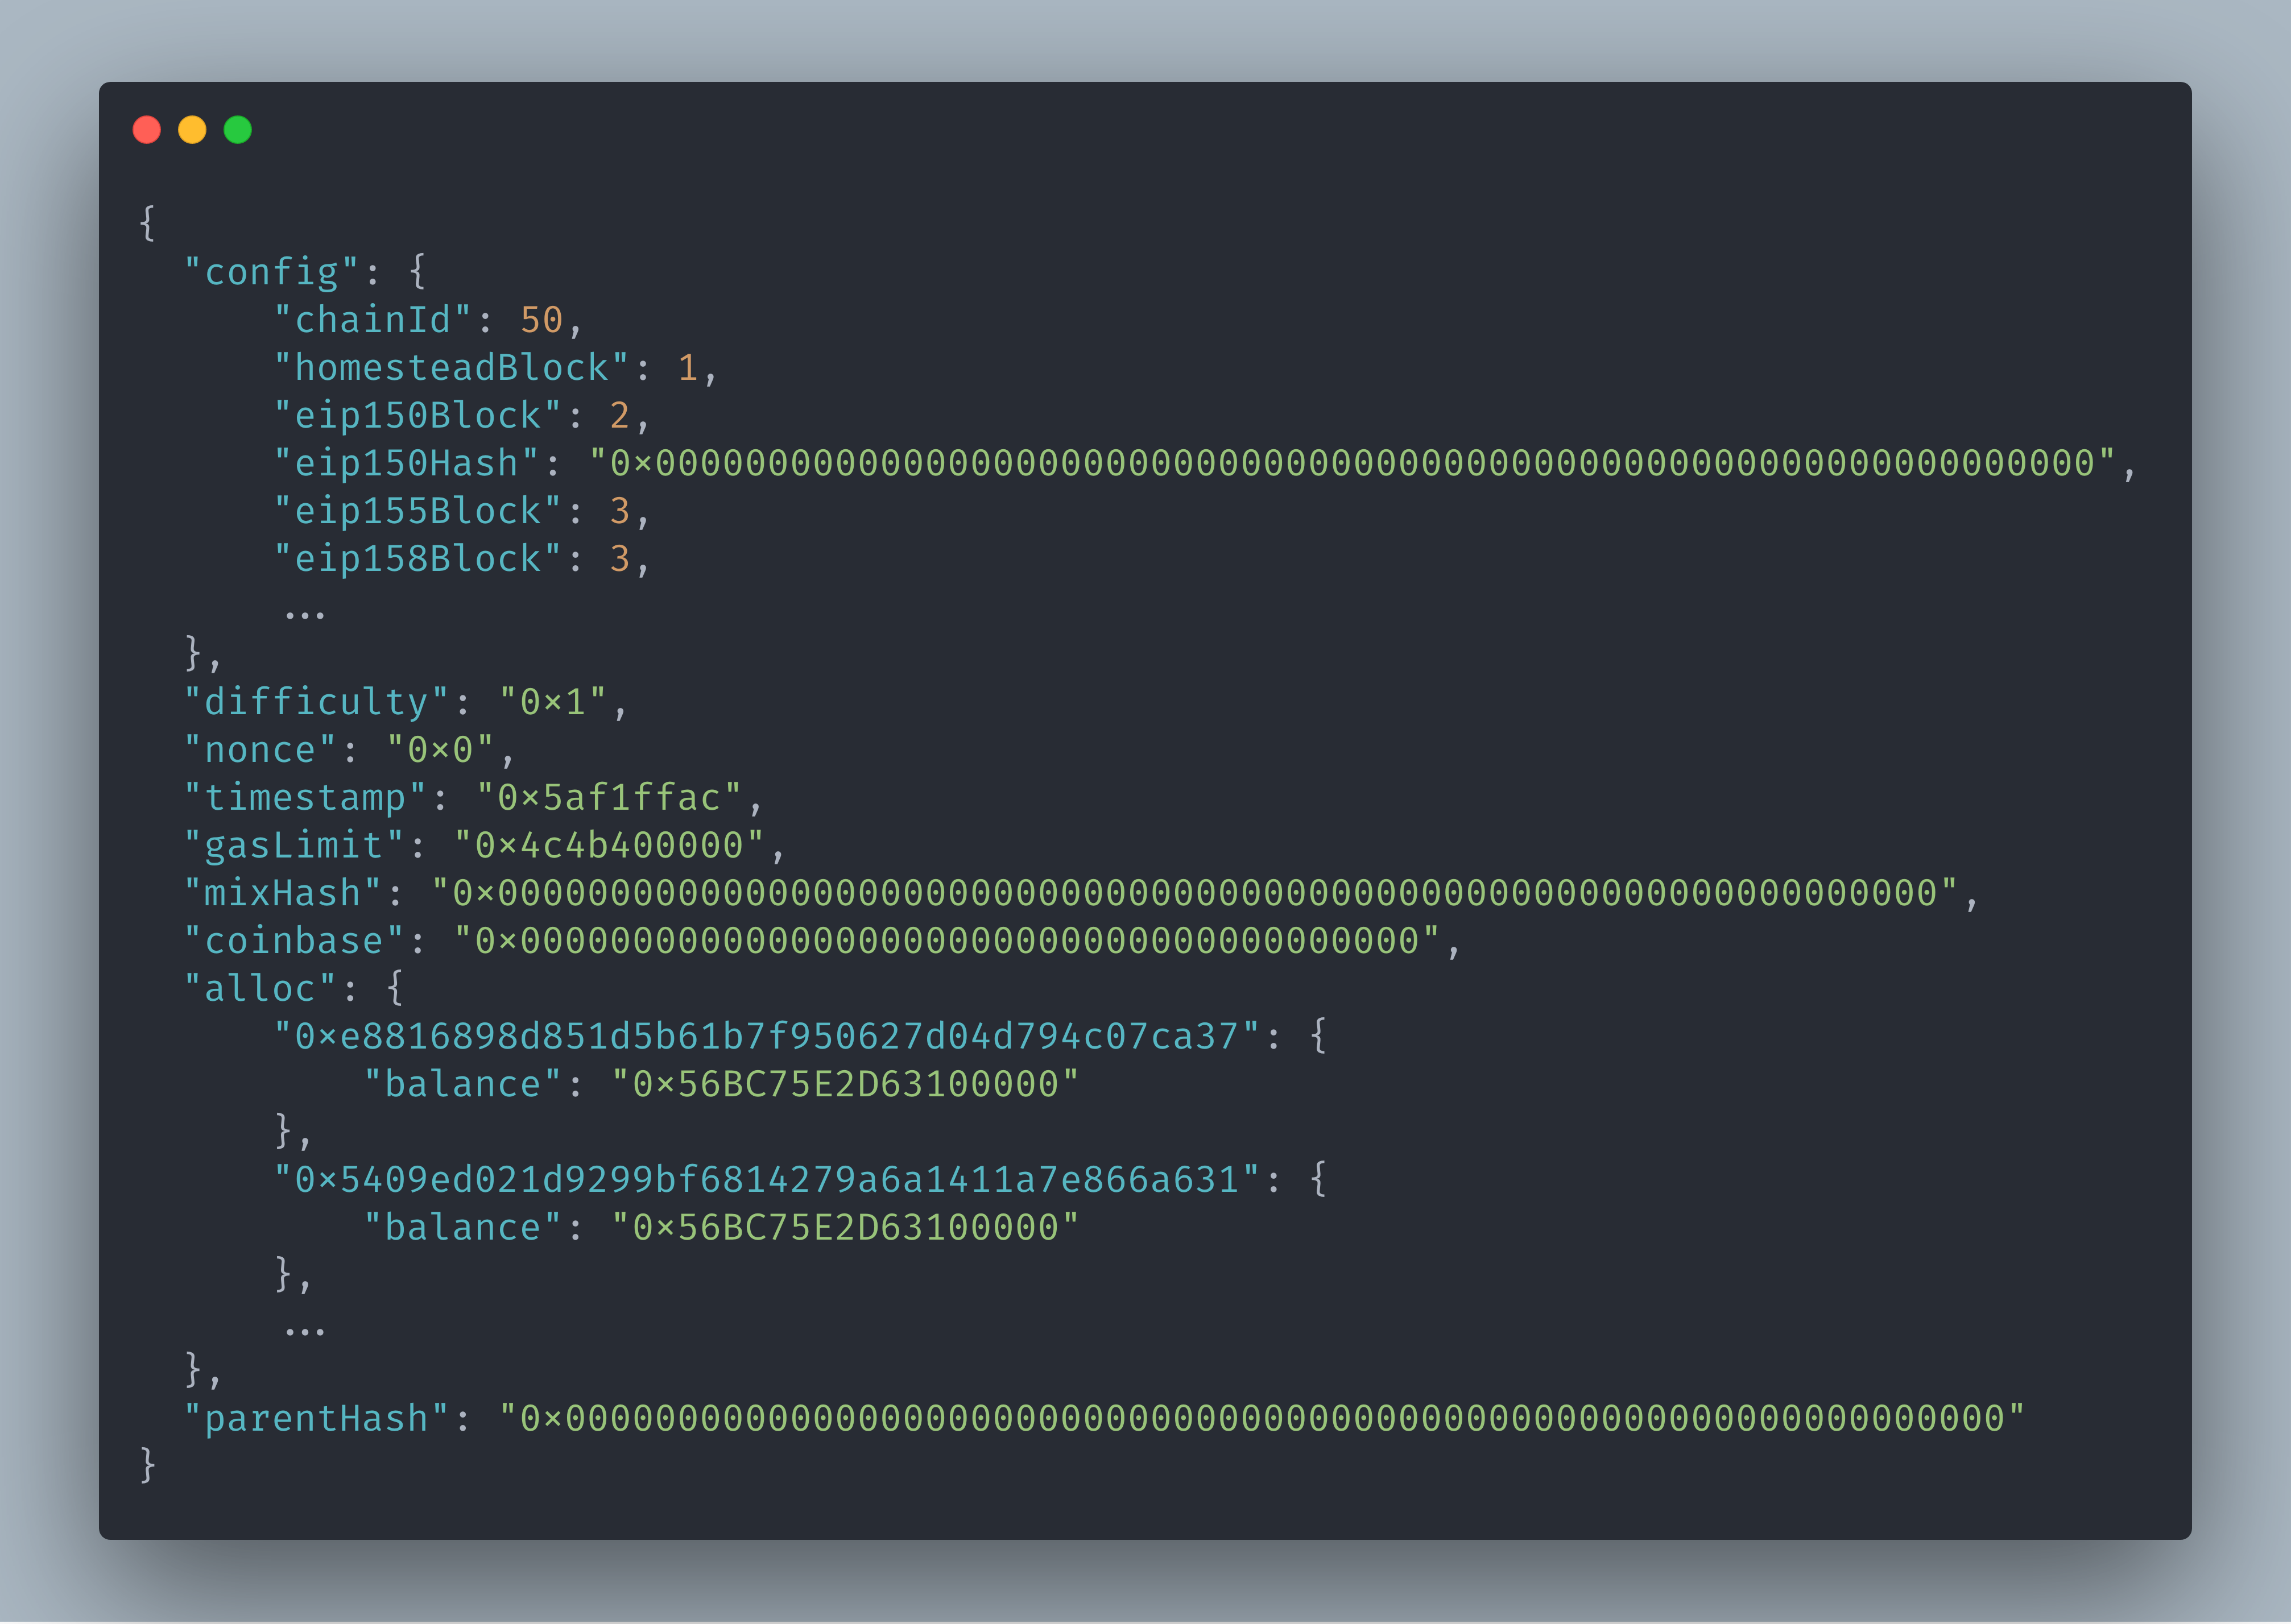 {
"config": {
"chainId": 50,
"homesteadBlock": 1,
"eip150Block": 2,
"eip150Hash": "0x0000000000000000000000000000000000000000000000000000000000000000",
"eip155Block": 3,
"eip158Block": 3,
...
},
"difficulty": "0x1",
"nonce": "0x0",
"timestamp": "0x5af1ffac",
"gasLimit": "0x4c4b400000",
"mixHash": "0x0000000000000000000000000000000000000000000000000000000000000000",
"coinbase": "0x0000000000000000000000000000000000000000",
"alloc": {
"0xe8816898d851d5b61b7f950627d04d794c07ca37": {
"balance": "0x56BC75E2D63100000"
},
"0x5409ed021d9299bf6814279a6a1411a7e866a631": {
"balance": "0x56BC75E2D63100000"
},
...
},
"parentHash": "0x0000000000000000000000000000000000000000000000000000000000000000"
}